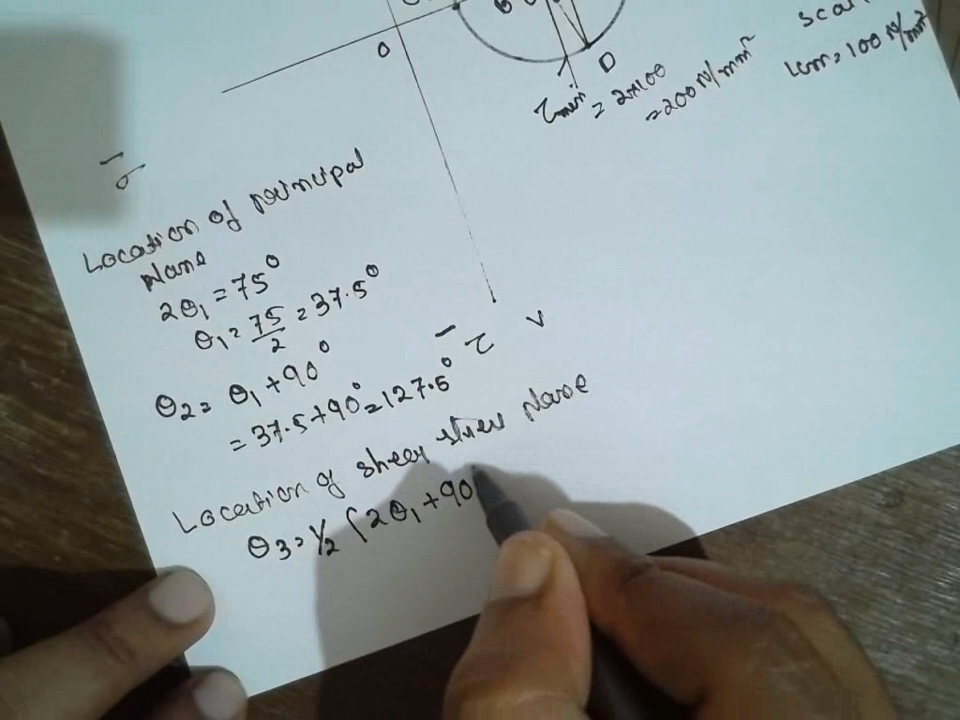 O
D
τmin
= 2×100
= 200 N/mm²
1cm = 100 N/mm²
σ
Location of principal
Plane
2θ₁ = 75°
θ₁ = 75/2 = 37.5°
θ₂ = θ₁ + 90°
= 37.5 + 90° = 127.5°
τ
Location of shear stress Plane
θ₃ = 1/2 (2θ₁ + 90